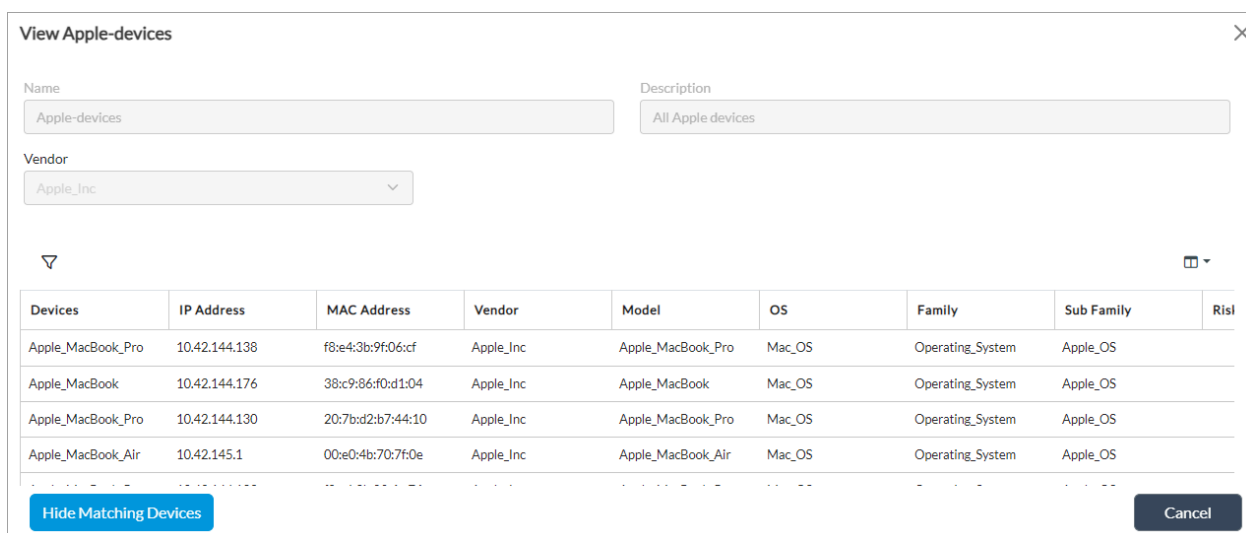 View Apple-devices
Name Description
Apple-devices All Apple devices
Vendor
Apple_Inc
Devices IP Address MAC Address Vendor Model OS Family Sub Family
Apple_MacBook_Pro 10.42.144.138 f8:e4:3b:9f:06:cf Apple_Inc Apple_MacBook_Pro Mac_OS Operating_System Apple_OS
Apple_MacBook 10.42.144.176 38:c9:86:f0:d1:04 Apple_Inc Apple_MacBook Mac_OS Operating_System Apple_OS
Apple_MacBook_Pro 10.42.144.130 20:7b:d2:b7:44:10 Apple_Inc Apple_MacBook_Pro Mac_OS Operating_System Apple_OS
Apple_MacBook_Air 10.42.145.1 00:e0:4b:70:7f:0e Apple_Inc Apple_MacBook_Air Mac_OS Operating_System Apple_OS
Hide Matching Devices Cancel